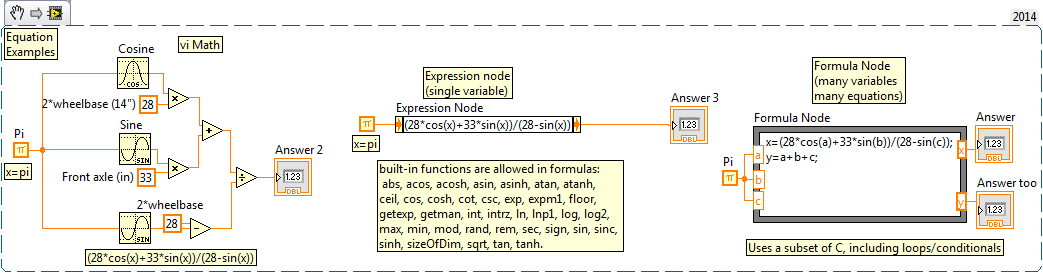 2014
Equation
Examples
Cosine
COS
vi Math
2*wheelbase (14")
28
Sine
SIN
Pi
π
x=pi
Front axle (in)
33
2*wheelbase
28
SIN
Answer 2
1.23
DBL
(28*cos(x)+33*sin(x))/(28-sin(x))
Expression node
(single variable)
Expression Node
π
(28*cos(x)+33*sin(x))/(28-sin(x))
x=pi
Answer 3
1.23
DBL
built-in functions are allowed in formulas:
abs, acos, acosh, asin, asinh, atan, atanh,
ceil, cos, cosh, cot, csc, exp, expm1, floor,
getexp, getman, int, intrz, ln, lnp1, log, log2,
max, min, mod, rand, rem, sec, sign, sin, sinc,
sinh, sizeOfDim, sqrt, tan, tanh.
Formula Node
(many variables
many equations)
Formula Node
x=(28*cos(a)+33*sin(b))/(28-sin(c));
y=a+b+c;
Pi
π
a
b
c
x
y
Answer
1.23
DBL
Answer too
1.23
DBL
Uses a subset of C, including loops/conditionals